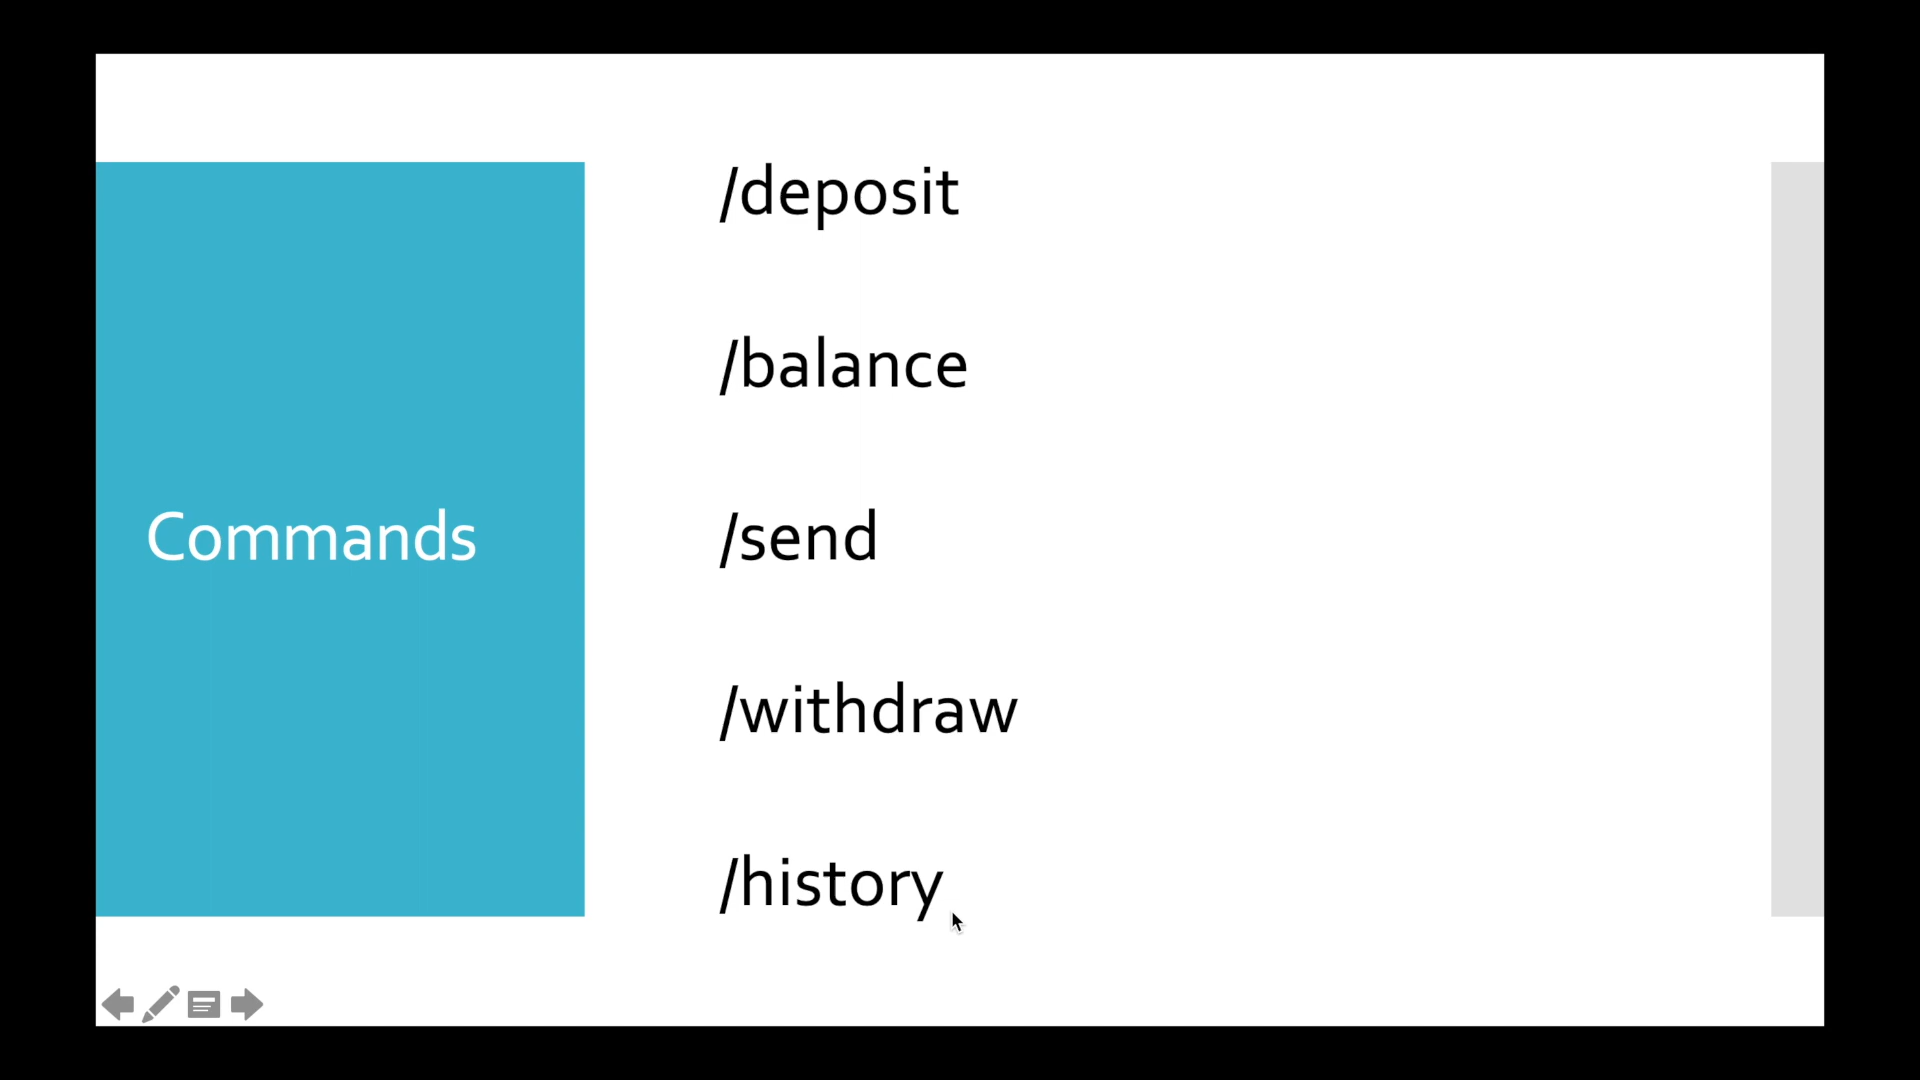 Commands
/deposit
/balance
/send
/withdraw
/history